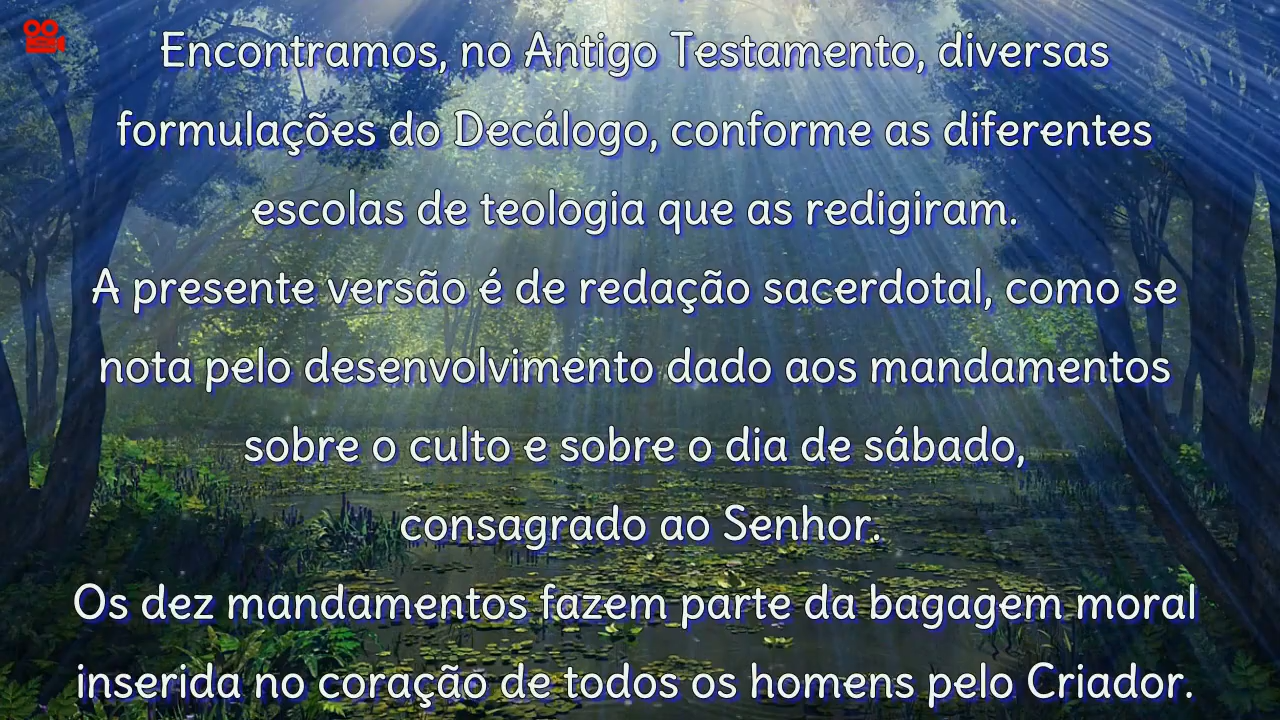 Encontramos, no Antigo Testamento, diversas
formulações do Decálogo, conforme as diferentes
escolas de teologia que as redigiram.
A presente versão é de redação sacerdotal, como se
nota pelo desenvolvimento dado aos mandamentos
sobre o culto e sobre o dia de sábado,
consagrado ao Senhor.
Os dez mandamentos fazem parte da bagagem moral
inserida no coração de todos os homens pelo Criador.